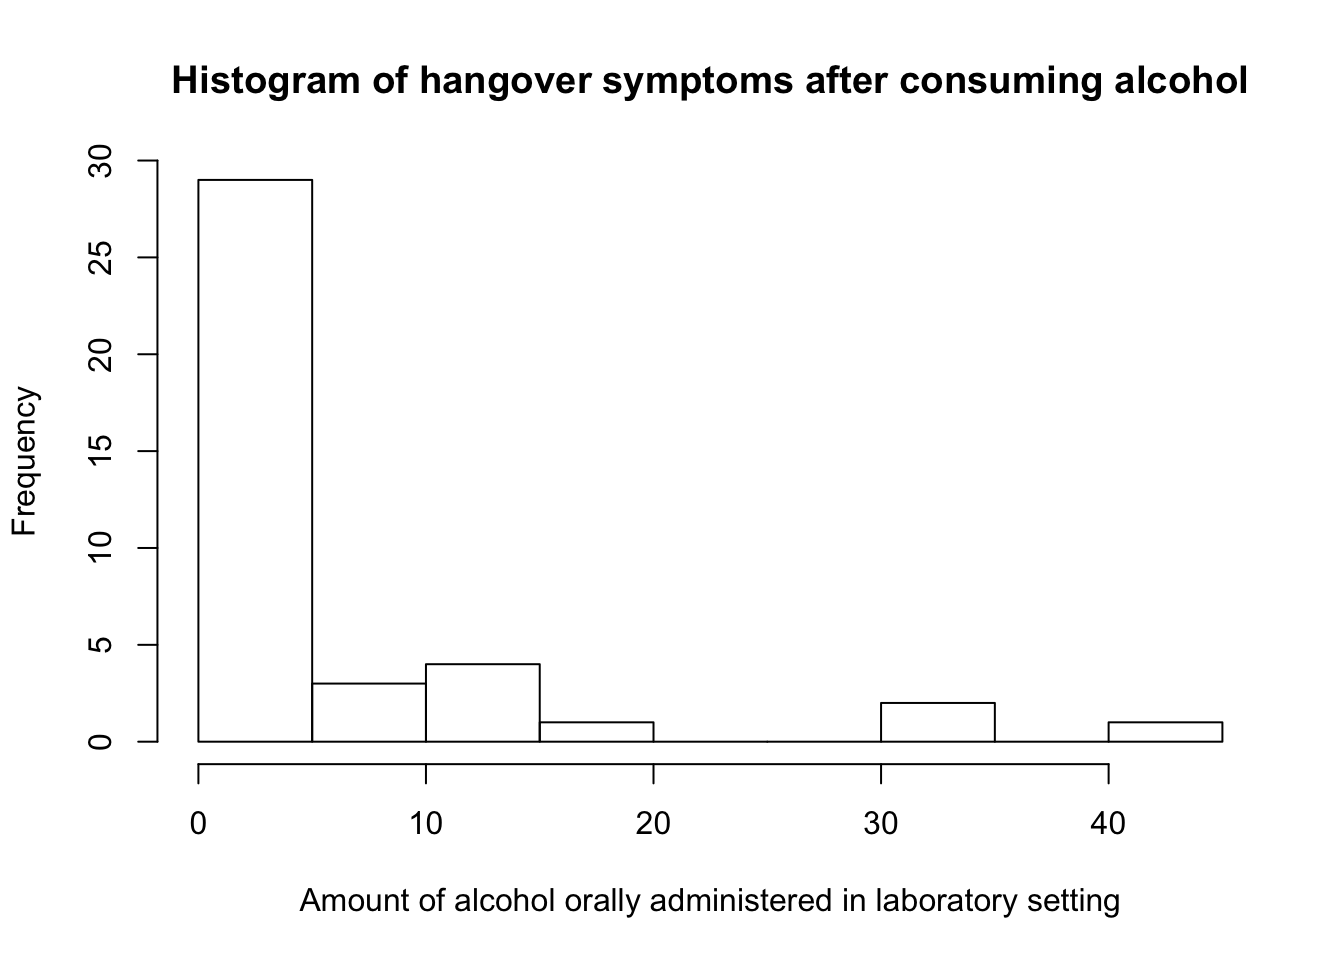 Histogram of hangover symptoms after consuming alcohol
30
25
20
15
10
5
0
Frequency
0 10 20 30 40
Amount of alcohol orally administered in laboratory setting